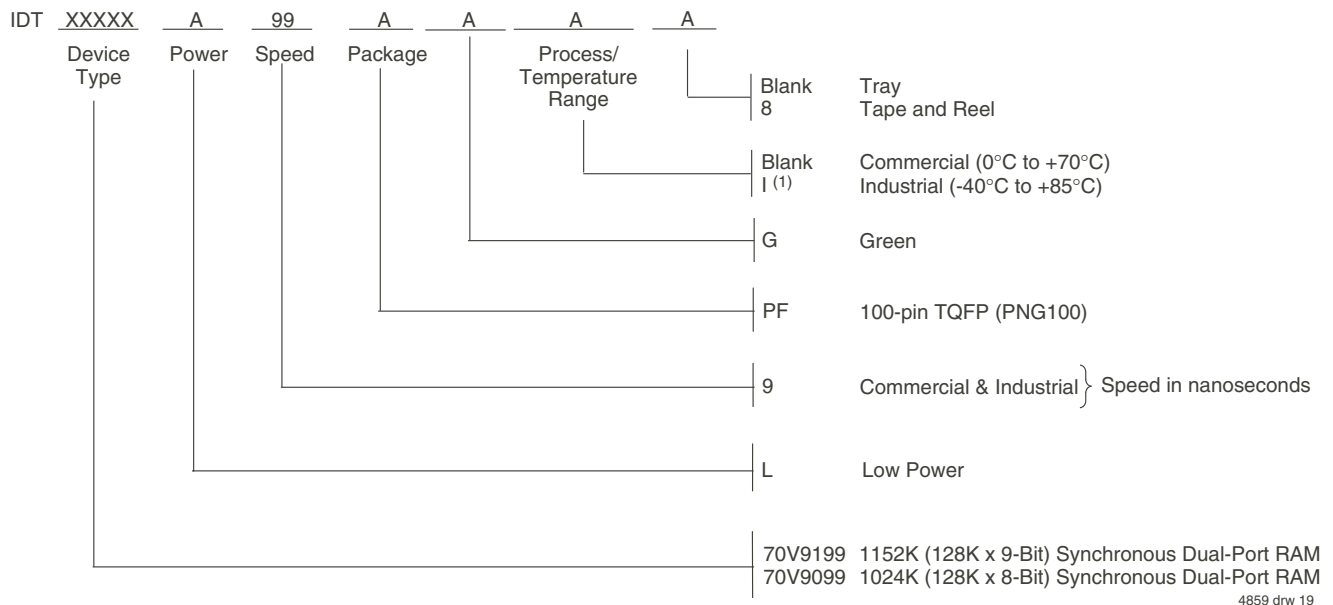 IDT XXXXX A 99 A A A A
Device Type Power Speed Package Process/ Temperature Range
Blank Tray
8 Tape and Reel
Blank Commercial (0°C to +70°C)
I (1) Industrial (-40°C to +85°C)
G Green
PF 100-pin TQFP (PNG100)
9 Commercial & Industrial Speed in nanoseconds
L Low Power
70V9199 1152K (128K x 9-Bit) Synchronous Dual-Port RAM
70V9099 1024K (128K x 8-Bit) Synchronous Dual-Port RAM
4859 drw 19